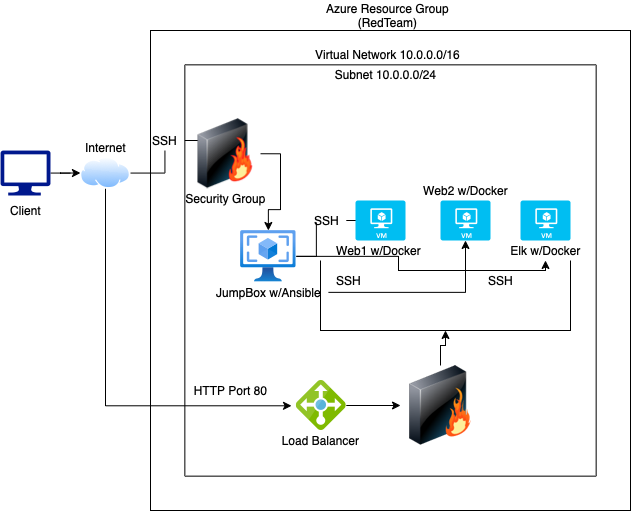 Azure Resource Group
(RedTeam)
Virtual Network 10.0.0.0/16
Subnet 10.0.0.0/24
Internet
SSH
Client
Security Group
Web2 w/Docker
SSH
VM
VM
VM
Web1 w/Docker
Elk w/Docker
JumpBox w/Ansible
SSH
SSH
HTTP Port 80
Load Balancer